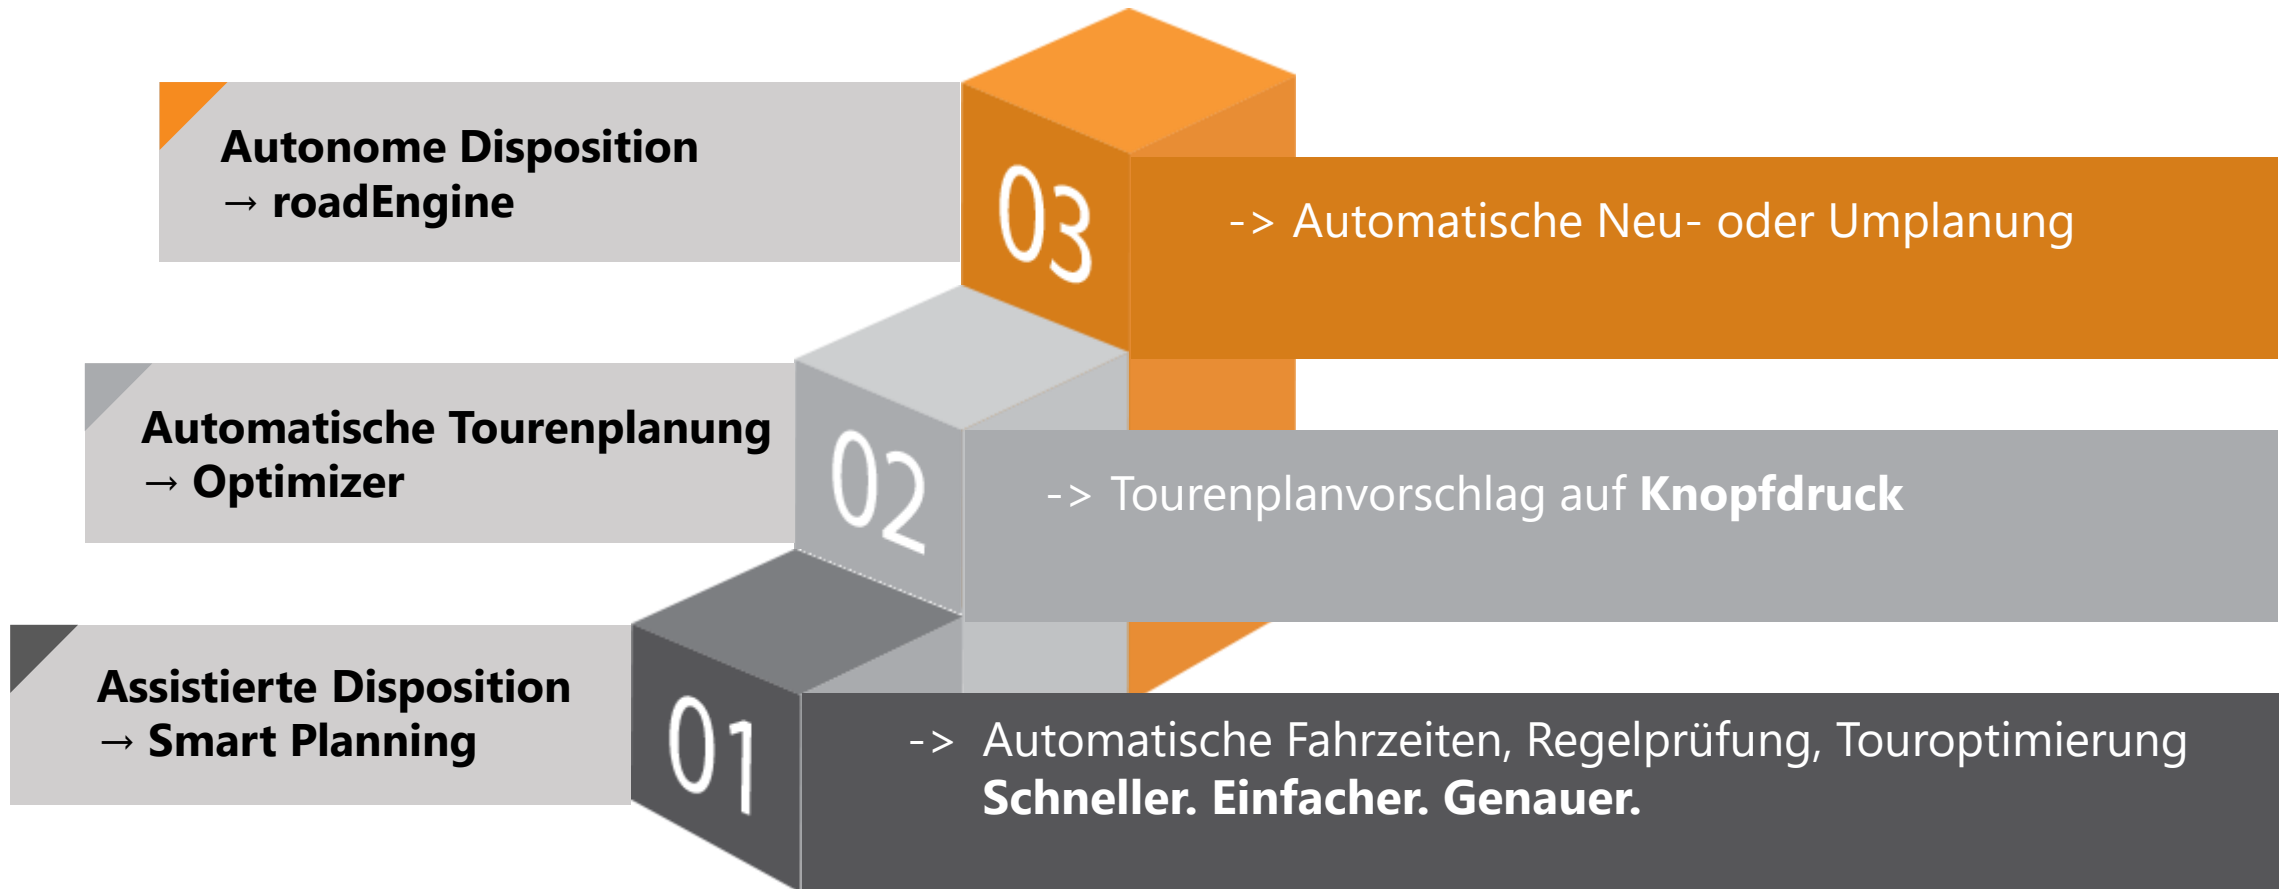 Autonome Disposition
→ roadEngine
03
-> Automatische Neu- oder Umplanung
Automatische Tourenplanung
→ Optimizer
02
-> Tourenplanvorschlag auf Knopfdruck
Assistierte Disposition
→ Smart Planning
01
-> Automatische Fahrzeiten, Regelprüfung, Touroptimierung
Schneller. Einfacher. Genauer.